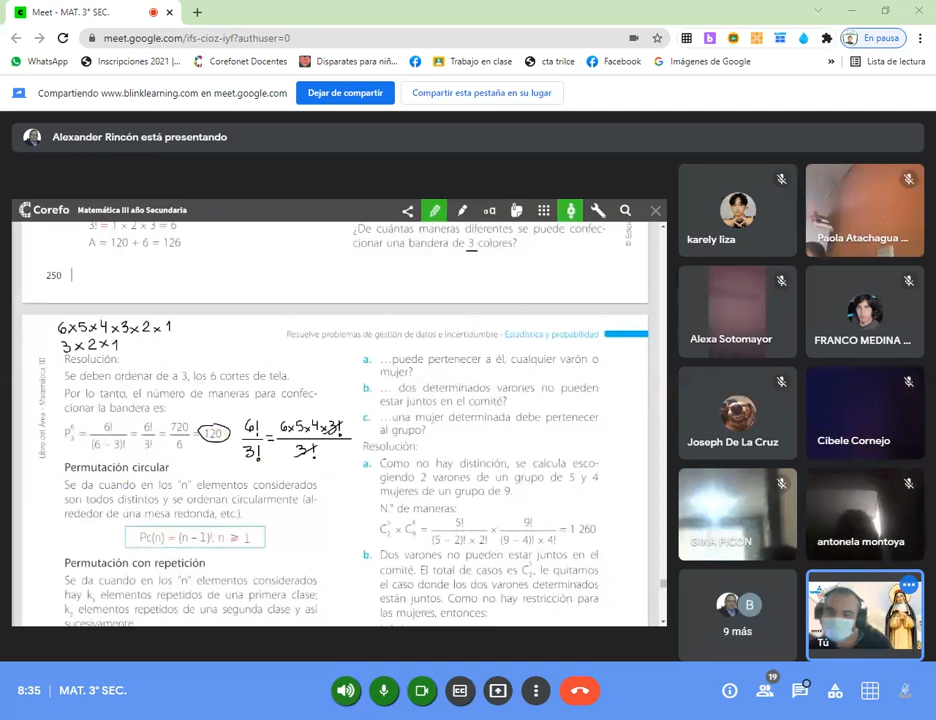 Meet - MAT. 3° SEC.
meet.google.com/ifs-cioz-iyf?authuser=0
En pausa
WhatsApp
Inscripciones 2021 |...
Corefonet Docentes
Disparates para niñ...
Trabajo en clase
cta trilce
Facebook
Imágenes de Google
»
Lista de lectura
Compartiendo www.blinklearning.com en meet.google.com
Dejar de compartir
Compartir esta pestaña en su lugar
Alexander Rincón está presentando
Corefo Matemática III año Secundaria
3! = 1 x 2 x 3 = 6
A = 120 + 6 = 126
250
¿De cuántas maneras diferentes se puede confec-
cionar una bandera de 3 colores?
6x5x4x3x2x1
3x2x1
Resuelve problemas de gestión de datos e incertidumbre - Estadística y probabilidad
Libro del Área - Matemática III
Resolución:
Se deben ordenar de a 3, los 6 cortes de tela.
Por lo tanto, el número de maneras para confec-
cionar la bandera es:
P₃⁶ = 6!/(6 – 3)! = 6!/3! = 720/6 = 120
6!/3! = 6x5x4x3!/3!
Permutación circular
Se da cuando en los "n" elementos considerados
son todos distintos y se ordenan circularmente (al-
rededor de una mesa redonda, etc.).
Pc(n) = (n – 1)!; n ≥ 1
Permutación con repetición
Se da cuando en los "n" elementos considerados
hay k₁ elementos repetidos de una primera clase;
k₂ elementos repetidos de una segunda clase y así
sucesivamente.
a. ...puede pertenecer a él, cualquier varón o
mujer?
b. ... dos determinados varones no pueden
estar juntos en el comité?
c. ...una mujer determinada debe pertenecer
al grupo?
Resolución:
a. Como no hay distinción, se calcula esco-
giendo 2 varones de un grupo de 5 y 4
mujeres de un grupo de 9.
N.° de maneras:
C₂⁵ x C₉⁴ = 5!/(5 – 2)! x 2! x 9!/(9 – 4)! x 4! = 1 260
b. Dos varones no pueden estar juntos en el
comité. El total de casos es C₂⁵, le quitamos
el caso donde los dos varones determinados
están juntos. Como no hay restricción para
las mujeres, entonces:
karely liza
Paola Atachagua ...
Alexa Sotomayor
FRANCO MEDINA ...
Joseph De La Cruz
Cibele Cornejo
GINA PICON
antonela montoya
B
9 más
Tú
8:35
MAT. 3° SEC.
19